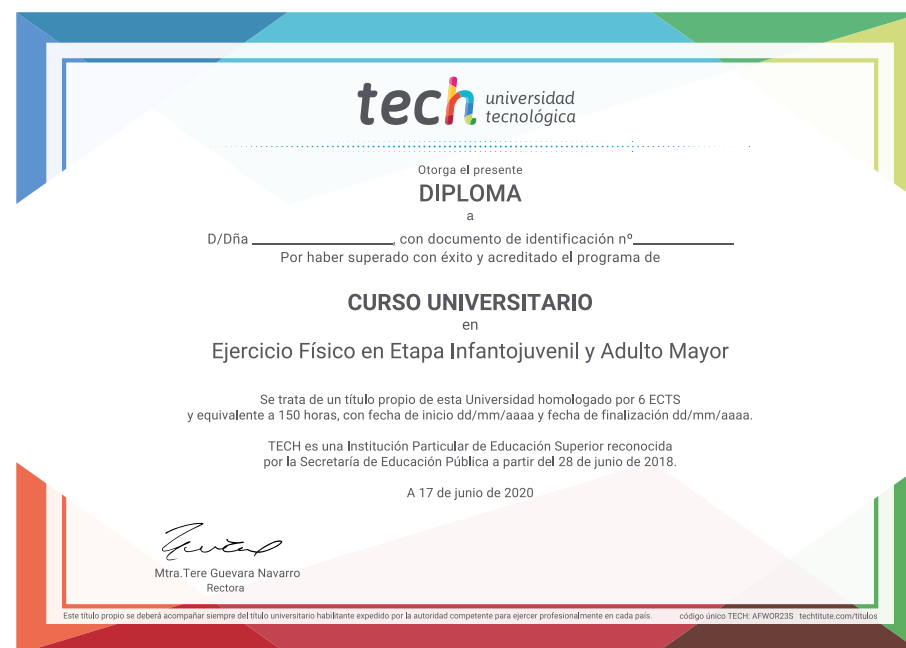 tech universidad
tecnológica
Otorga el presente
DIPLOMA
a
D/Dña ____________________, con documento de identificación nº______________
Por haber superado con éxito y acreditado el programa de
CURSO UNIVERSITARIO
en
Ejercicio Físico en Etapa Infantojuvenil y Adulto Mayor
Se trata de un título propio de esta Universidad homologado por 6 ECTS
y equivalente a 150 horas, con fecha de inicio dd/mm/aaaa y fecha de finalización dd/mm/aaaa.
TECH es una Institución Particular de Educación Superior reconocida
por la Secretaría de Educación Pública a partir del 28 de junio de 2018.
A 17 de junio de 2020
Mtra.Tere Guevara Navarro
Rectora
Este título propio se deberá acompañar siempre del título universitario habilitante expedido por la autoridad competente para ejercer profesionalmente en cada país. código único TECH: AFWOR23S techtitute.com/titulos